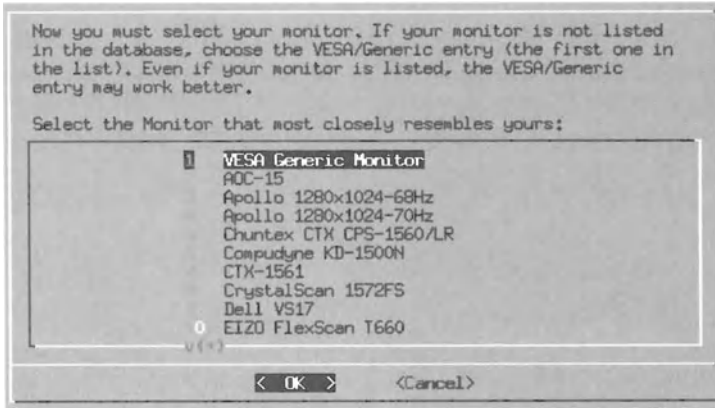 Now you must select your monitor. If your monitor is not listed
in the database, choose the VESA/Generic entry (the first one in
the list). Even if your monitor is listed, the VESA/Generic
entry may work better.
Select the Monitor that most closely resembles yours:
1 VESA Generic Monitor
AOC-15
Apollo 1280x1024-68Hz
Apollo 1280x1024-70Hz
Chuntex CTX CPS-1560/LR
Compudyne KD-1500N
CTX-1561
CrystalScan 1572FS
Dell VS17
0 EIZO FlexScan T660
v(+)
< OK > <Cancel>